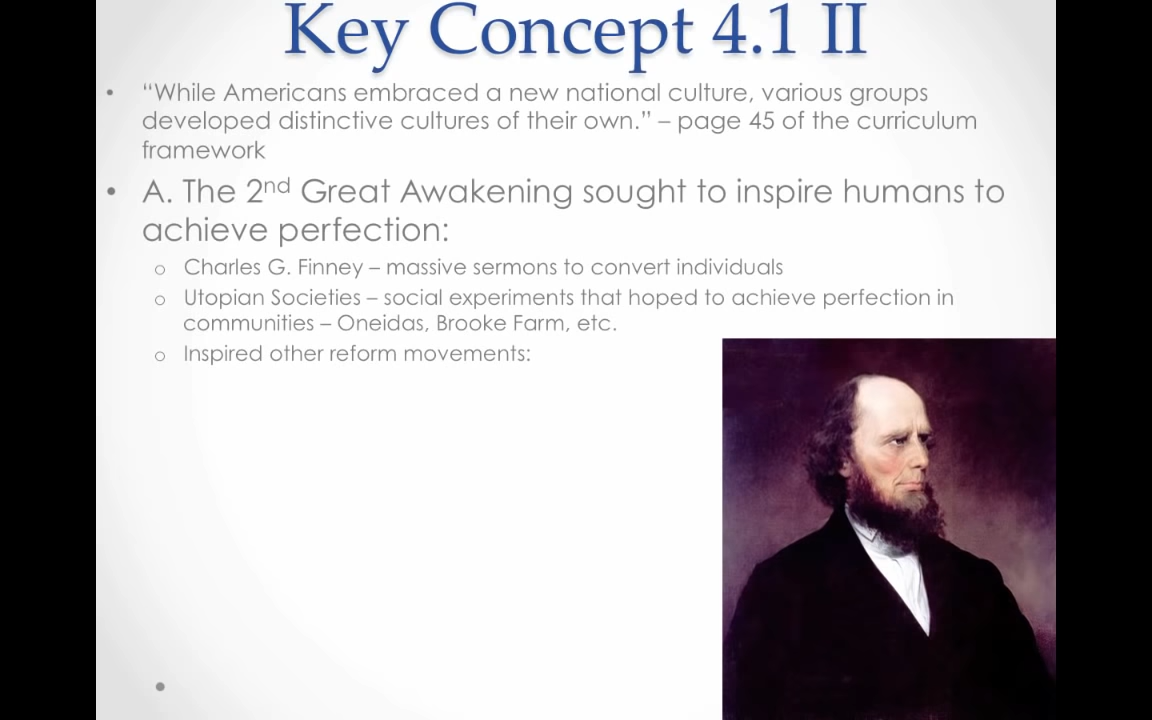 Key Concept 4.1 II
• “While Americans embraced a new national culture, various groups
developed distinctive cultures of their own.” – page 45 of the curriculum
framework
• A. The 2nd Great Awakening sought to inspire humans to
achieve perfection:
o Charles G. Finney – massive sermons to convert individuals
o Utopian Societies – social experiments that hoped to achieve perfection in
communities – Oneidas, Brooke Farm, etc.
o Inspired other reform movements: